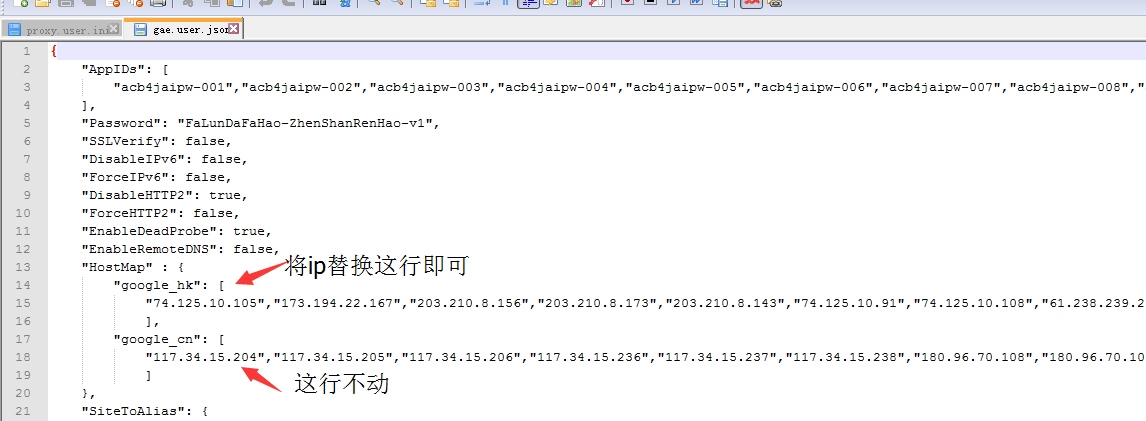 proxy.user.ini
gae.user.json
1 {
2 "AppIDs": [
3 "acb4jaipw-001","acb4jaipw-002","acb4jaipw-003","acb4jaipw-004","acb4jaipw-005","acb4jaipw-006","acb4jaipw-007","acb4jaipw-008","
4 ],
5 "Password": "FaLunDaFaHao-ZhenShanRenHao-v1",
6 "SSLVerify": false,
7 "DisableIPv6": false,
8 "ForceIPv6": false,
9 "DisableHTTP2": true,
10 "ForceHTTP2": false,
11 "EnableDeadProbe": true,
12 "EnableRemoteDNS": false,
将ip替换这行即可
13 "HostMap" : {
14 "google_hk": [
15 "74.125.10.105","173.194.22.167","203.210.8.156","203.210.8.173","203.210.8.143","74.125.10.91","74.125.10.108","61.238.239.2
16 ],
17 "google_cn": [
18 "117.34.15.204","117.34.15.205","117.34.15.206","117.34.15.236","117.34.15.237","117.34.15.238","180.96.70.108","180.96.70.10
19 ]
这行不动
20 },
21 "SiteToAlias": {